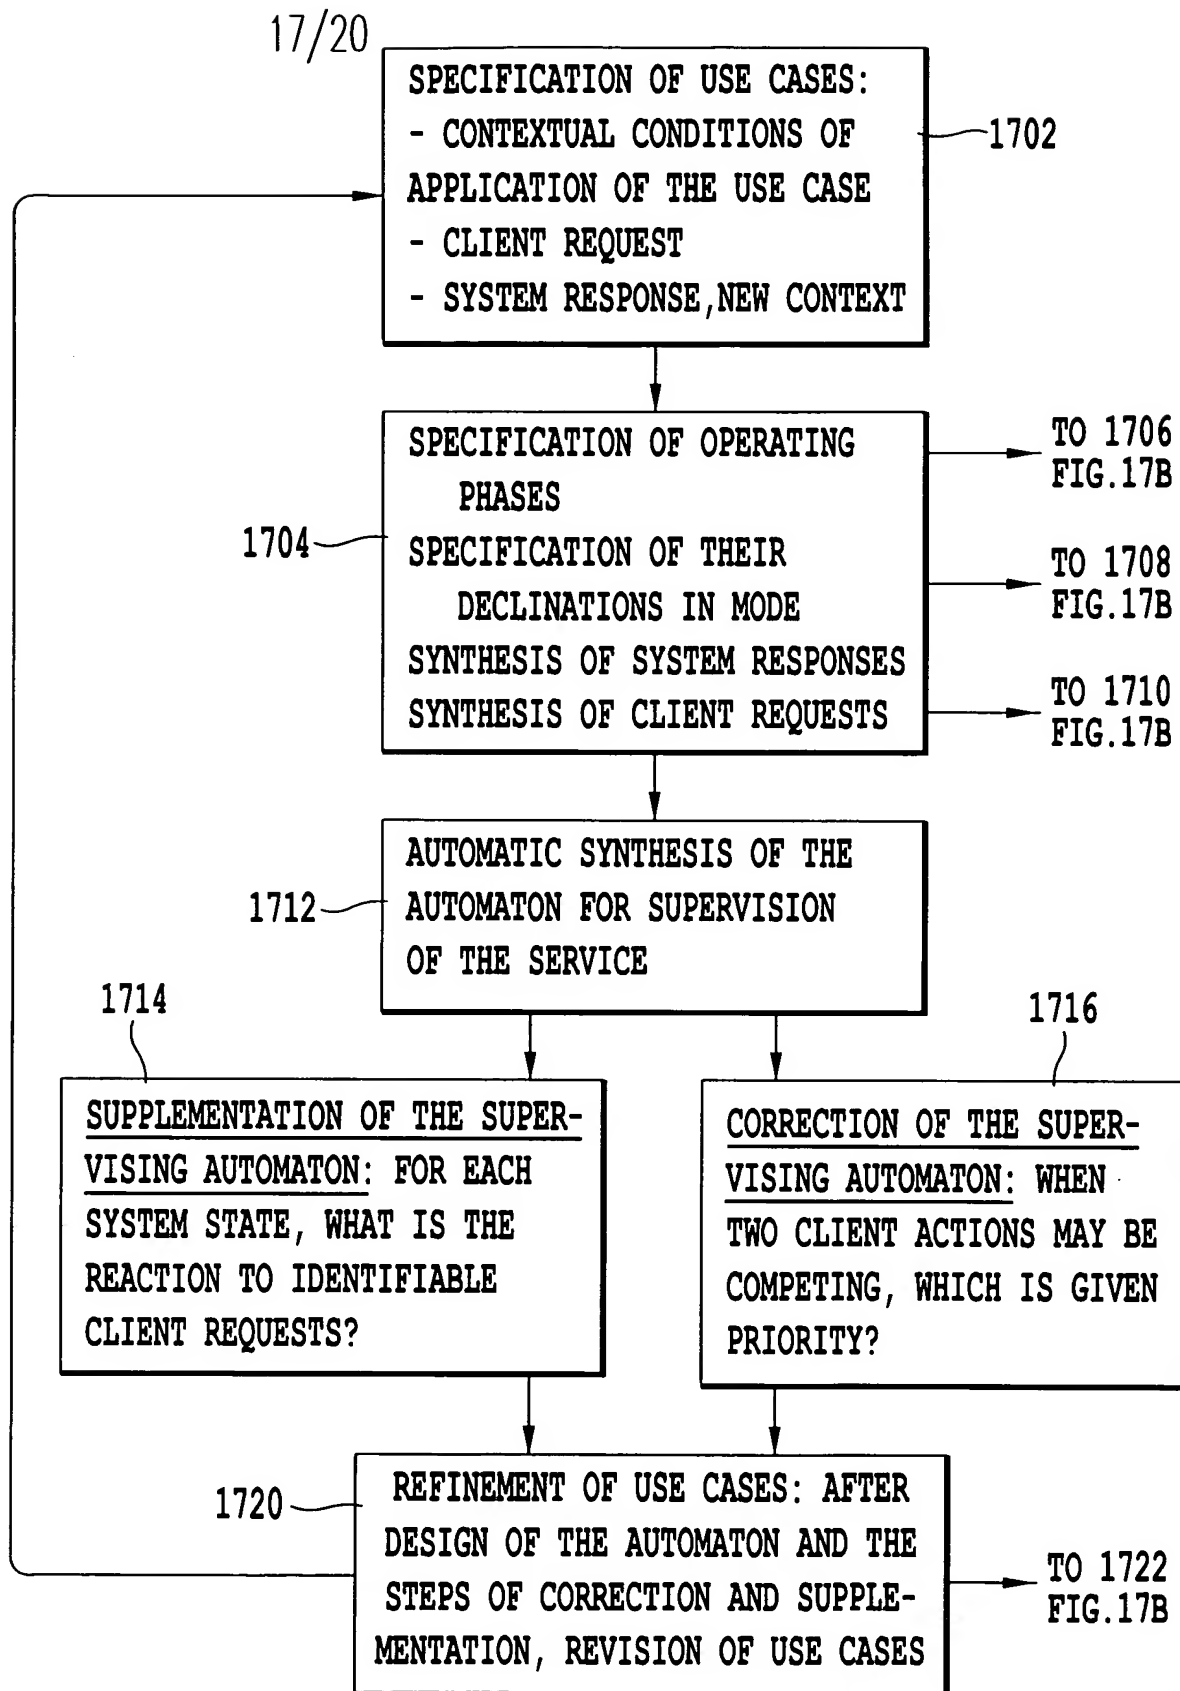 17/20
SPECIFICATION OF USE CASES:
- CONTEXTUAL CONDITIONS OF
APPLICATION OF THE USE CASE
- CLIENT REQUEST
- SYSTEM RESPONSE,NEW CONTEXT
1702
SPECIFICATION OF OPERATING
PHASES
SPECIFICATION OF THEIR
DECLINATIONS IN MODE
SYNTHESIS OF SYSTEM RESPONSES
SYNTHESIS OF CLIENT REQUESTS
1704
TO 1706
FIG.17B
TO 1708
FIG.17B
TO 1710
FIG.17B
AUTOMATIC SYNTHESIS OF THE
AUTOMATON FOR SUPERVISION
OF THE SERVICE
1712
1714
SUPPLEMENTATION OF THE SUPER-
VISING AUTOMATON: FOR EACH
SYSTEM STATE, WHAT IS THE
REACTION TO IDENTIFIABLE
CLIENT REQUESTS?
1716
CORRECTION OF THE SUPER-
VISING AUTOMATON: WHEN
TWO CLIENT ACTIONS MAY BE
COMPETING, WHICH IS GIVEN
PRIORITY?
1720
REFINEMENT OF USE CASES: AFTER
DESIGN OF THE AUTOMATON AND THE
STEPS OF CORRECTION AND SUPPLE-
MENTATION, REVISION OF USE CASES
TO 1722
FIG.17B